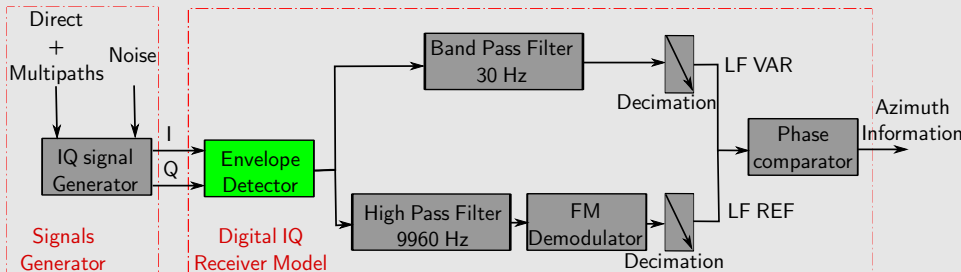 Direct
+
Multipaths
Noise
IQ signal
Generator
I
Q
Signals
Generator
Envelope
Detector
Digital IQ
Receiver Model
Band Pass Filter
30 Hz
Decimation
LF VAR
High Pass Filter
9960 Hz
FM
Demodulator
Decimation
LF REF
Phase
comparator
Azimuth
Information